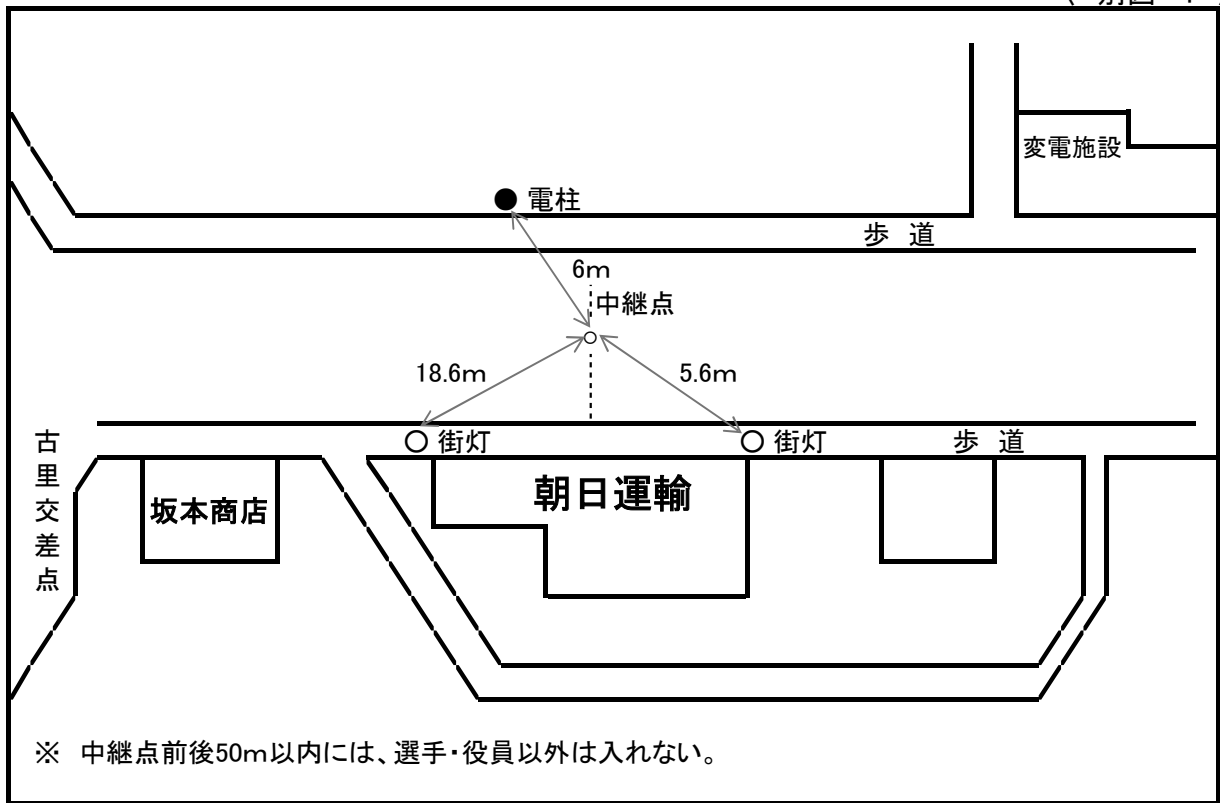 変電施設
電柱
歩 道
6m
中継点
18.6m
5.6m
古里交差点
街灯
街灯
歩 道
坂本商店
朝日運輸
※ 中継点前後50m以内には、選手・役員以外は入れない。